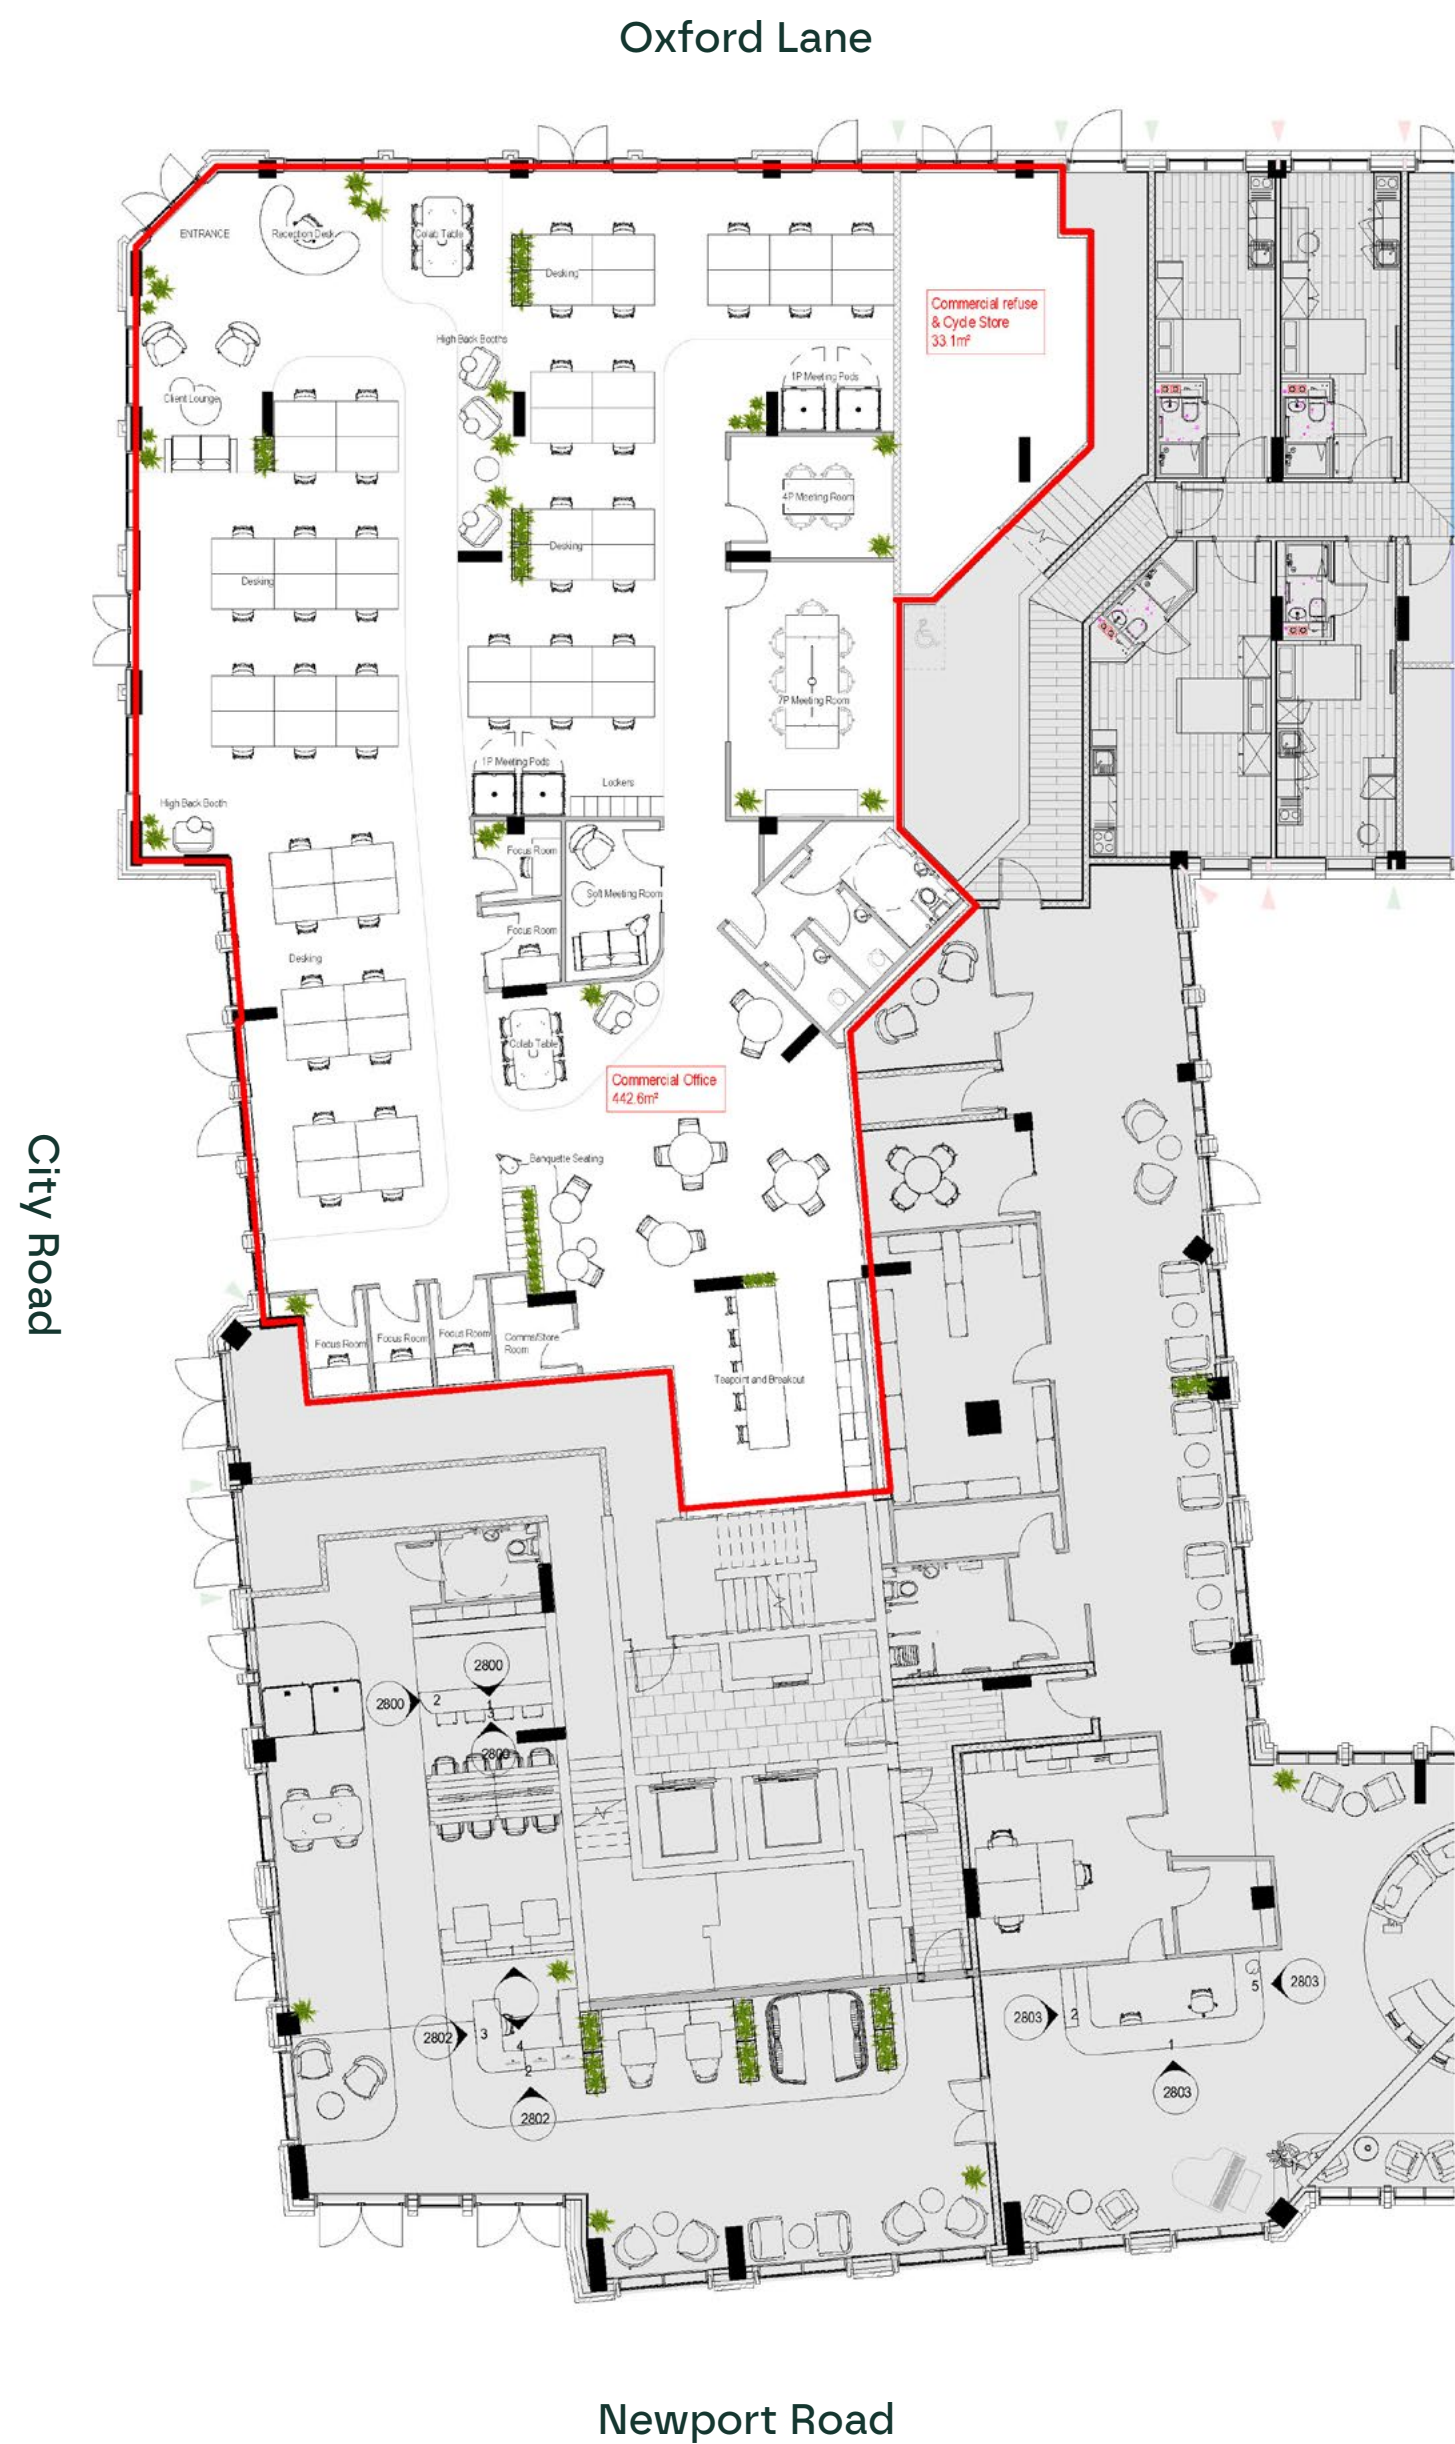 Oxford Lane
ENTRANCE
Reception Desk
Colab Table
Desking
Commercial refuse
& Cycle Store
33.1m²
High Back Booths
1P Meeting Pods
Client Lounge
4P Meeting Room
Desking
Desking
7P Meeting Room
1P Meeting Pods
Lockers
High Back Booth
Focus Room
Soft Meeting Room
Focus Room
Desking
Colab Table
Commercial Office
442.6m²
City Road
Banquette Seating
Focus Room
Focus Room
Focus Room
Comms/Store
Room
Teapoint and Breakout
2800
2800
2
1
3
2800
2803
5
2803
2
1
2802
3
4
2
2803
2802
Newport Road